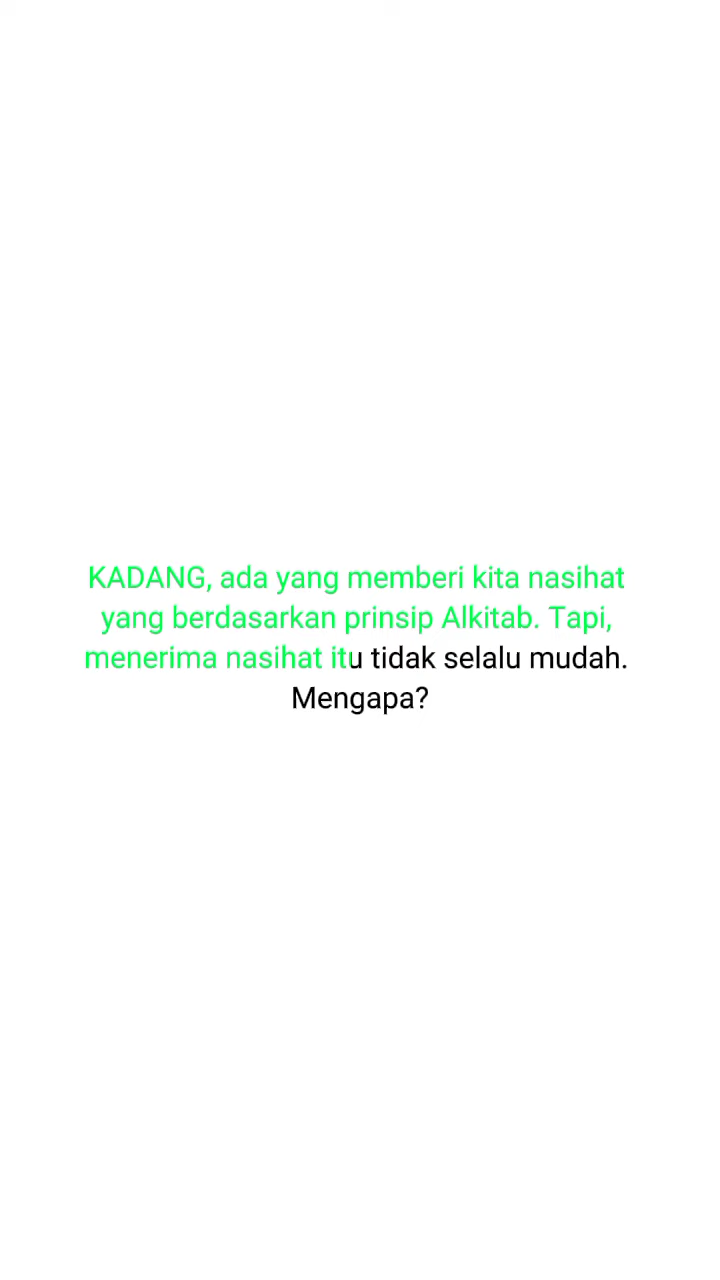 KADANG, ada yang memberi kita nasihat
yang berdasarkan prinsip Alkitab. Tapi,
menerima nasihat itu tidak selalu mudah.
Mengapa?